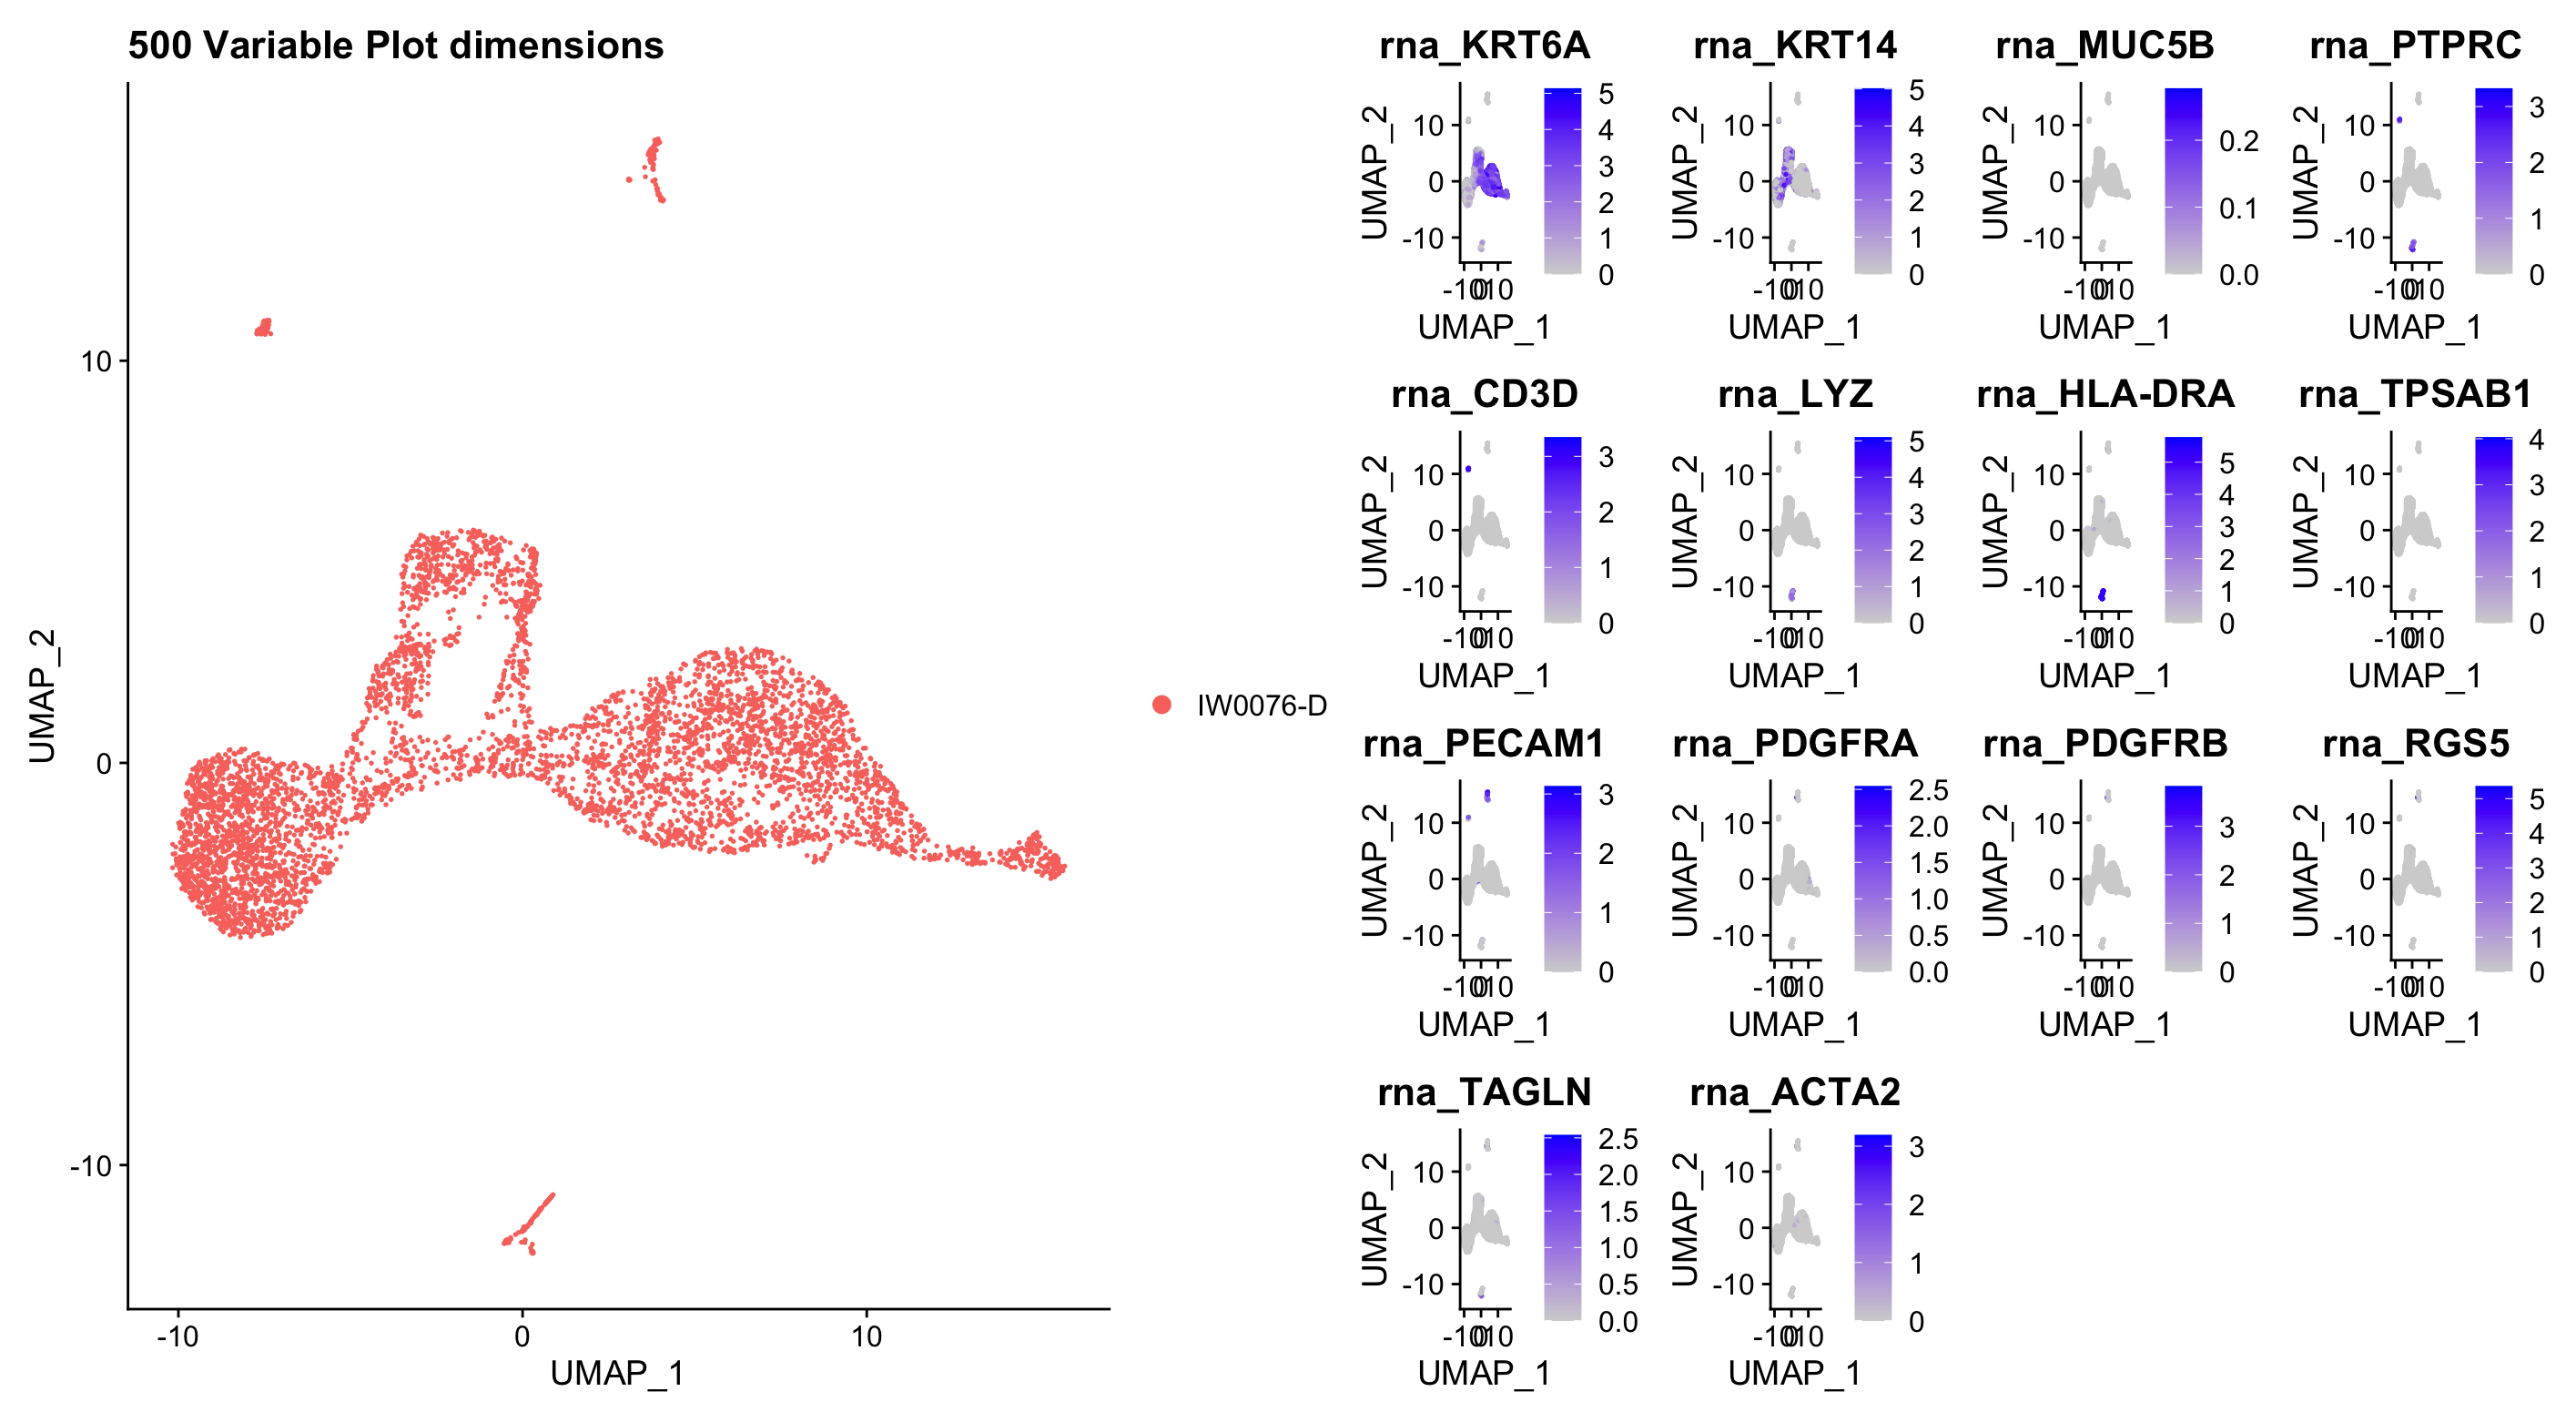 500 Variable Plot dimensions
UMAP_2
10
0
-10
-10 0 10
UMAP_1
IW0076-D
rna_KRT6A
UMAP_2
10
0
-10
-10 0 10
UMAP_1
5
4
3
2
1
0
rna_KRT14
UMAP_2
10
0
-10
-10 0 10
UMAP_1
5
4
3
2
1
0
rna_MUC5B
UMAP_2
10
0
-10
-10 0 10
UMAP_1
0.2
0.1
0.0
rna_PTPRC
UMAP_2
10
0
-10
-10 0 10
UMAP_1
3
2
1
0
rna_CD3D
UMAP_2
10
0
-10
-10 0 10
UMAP_1
3
2
1
0
rna_LYZ
UMAP_2
10
0
-10
-10 0 10
UMAP_1
5
4
3
2
1
0
rna_HLA-DRA
UMAP_2
10
0
-10
-10 0 10
UMAP_1
5
4
3
2
1
0
rna_TPSAB1
UMAP_2
10
0
-10
-10 0 10
UMAP_1
4
3
2
1
0
rna_PECAM1
UMAP_2
10
0
-10
-10 0 10
UMAP_1
3
2
1
0
rna_PDGFRA
UMAP_2
10
0
-10
-10 0 10
UMAP_1
2.5
2.0
1.5
1.0
0.5
0.0
rna_PDGFRB
UMAP_2
10
0
-10
-10 0 10
UMAP_1
3
2
1
0
rna_RGS5
UMAP_2
10
0
-10
-10 0 10
UMAP_1
5
4
3
2
1
0
rna_TAGLN
UMAP_2
10
0
-10
-10 0 10
UMAP_1
2.5
2.0
1.5
1.0
0.5
0.0
rna_ACTA2
UMAP_2
10
0
-10
-10 0 10
UMAP_1
3
2
1
0